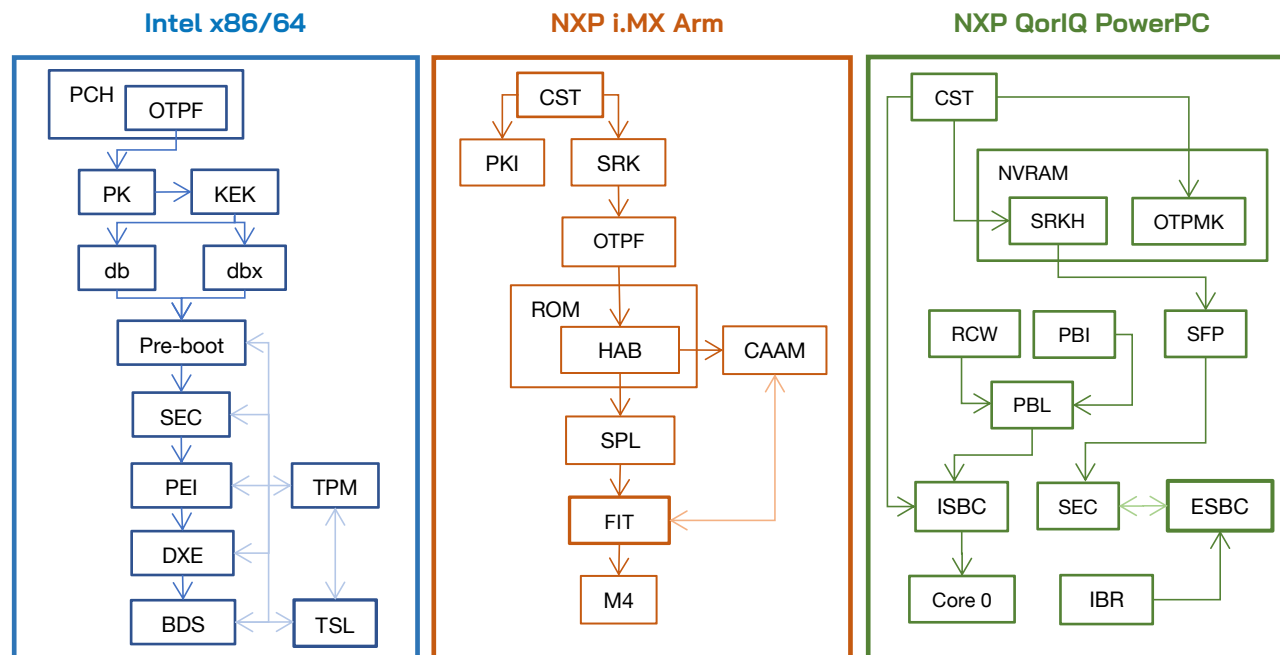 Intel x86/64
PCH
OTPF
PK
KEK
db
dbx
Pre-boot
SEC
PEI
TPM
DXE
BDS
TSL
NXP i.MX Arm
CST
PKI
SRK
OTPF
ROM
HAB
CAAM
SPL
FIT
M4
NXP QorIQ PowerPC
CST
NVRAM
SRKH
OTPMK
RCW
PBI
SFP
PBL
ISBC
SEC
ESBC
Core 0
IBR